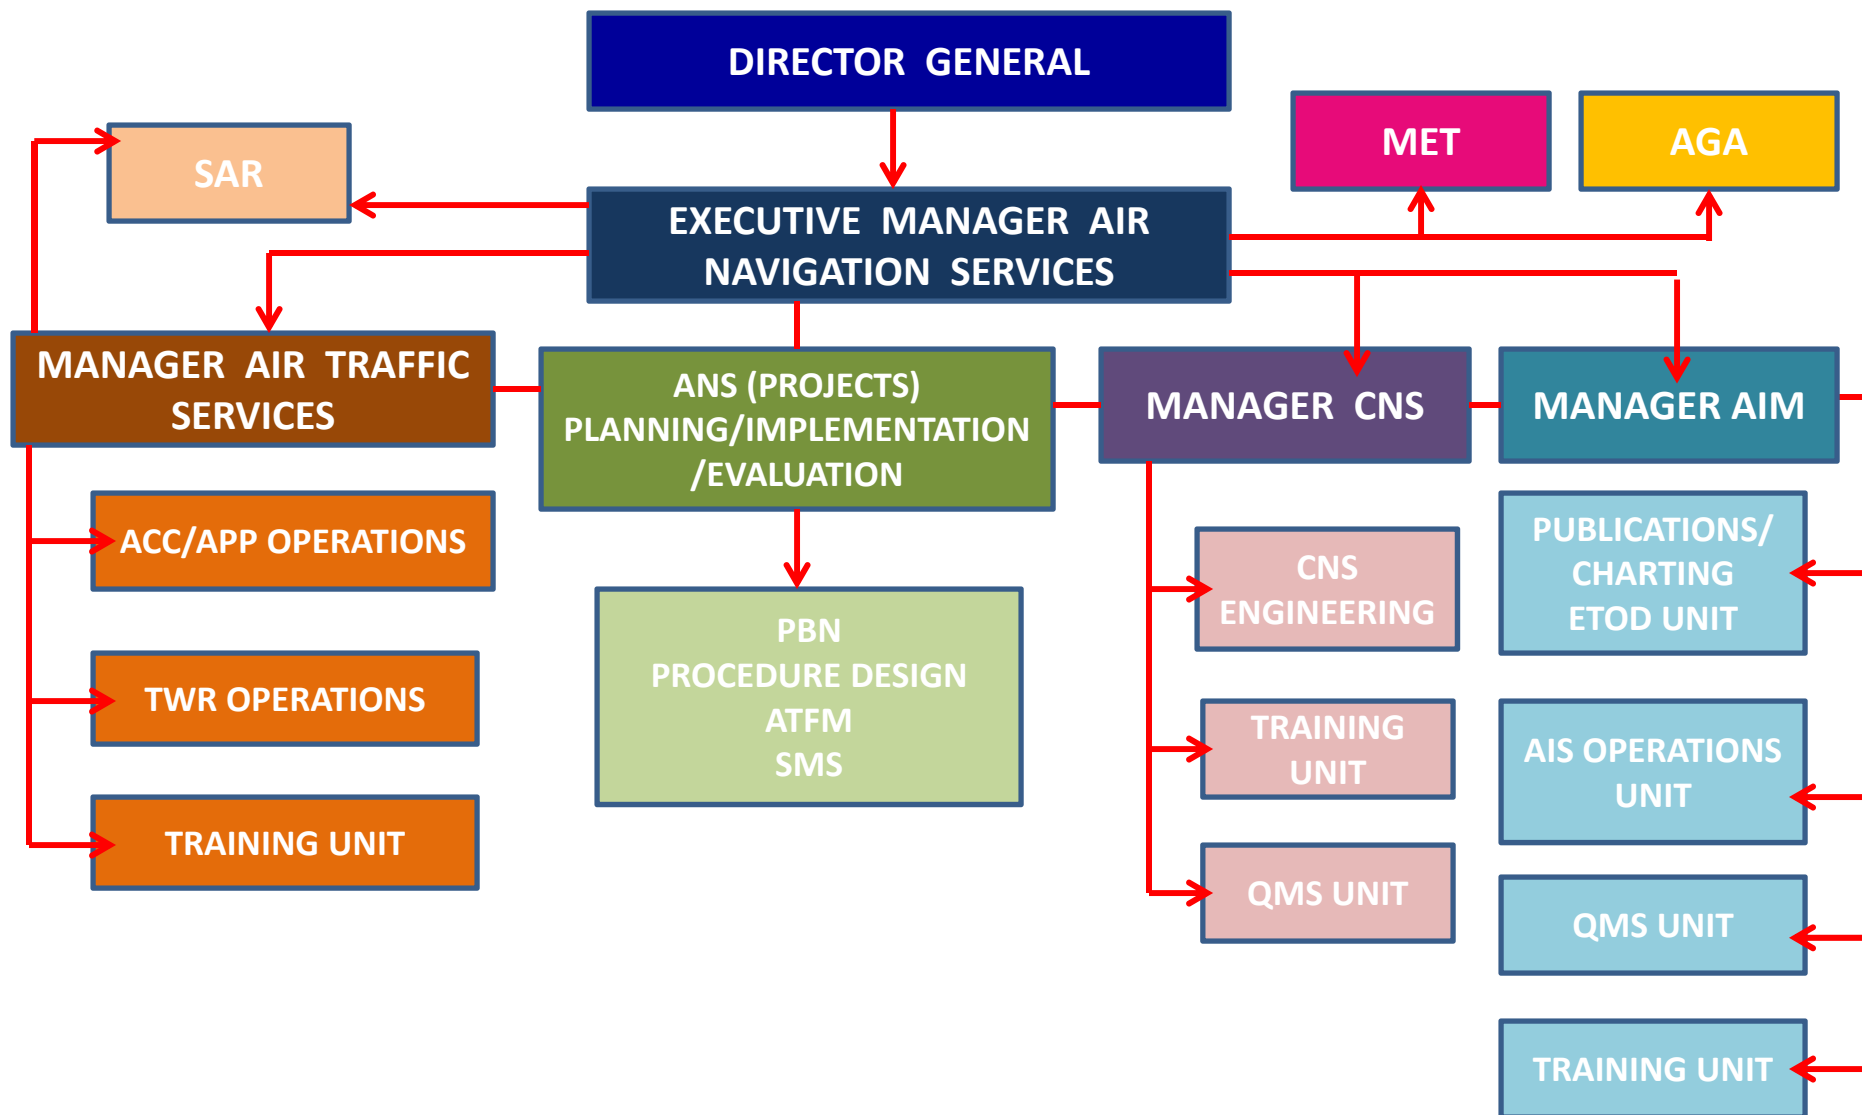 DIRECTOR GENERAL
MET
AGA
SAR
EXECUTIVE MANAGER AIR
NAVIGATION SERVICES
MANAGER AIR TRAFFIC
SERVICES
ANS (PROJECTS)
PLANNING/IMPLEMENTATION
/EVALUATION
MANAGER CNS
MANAGER AIM
ACC/APP OPERATIONS
TWR OPERATIONS
TRAINING UNIT
PBN
PROCEDURE DESIGN
ATFM
SMS
CNS
ENGINEERING
TRAINING
UNIT
QMS UNIT
PUBLICATIONS/
CHARTING
ETOD UNIT
AIS OPERATIONS
UNIT
QMS UNIT
TRAINING UNIT